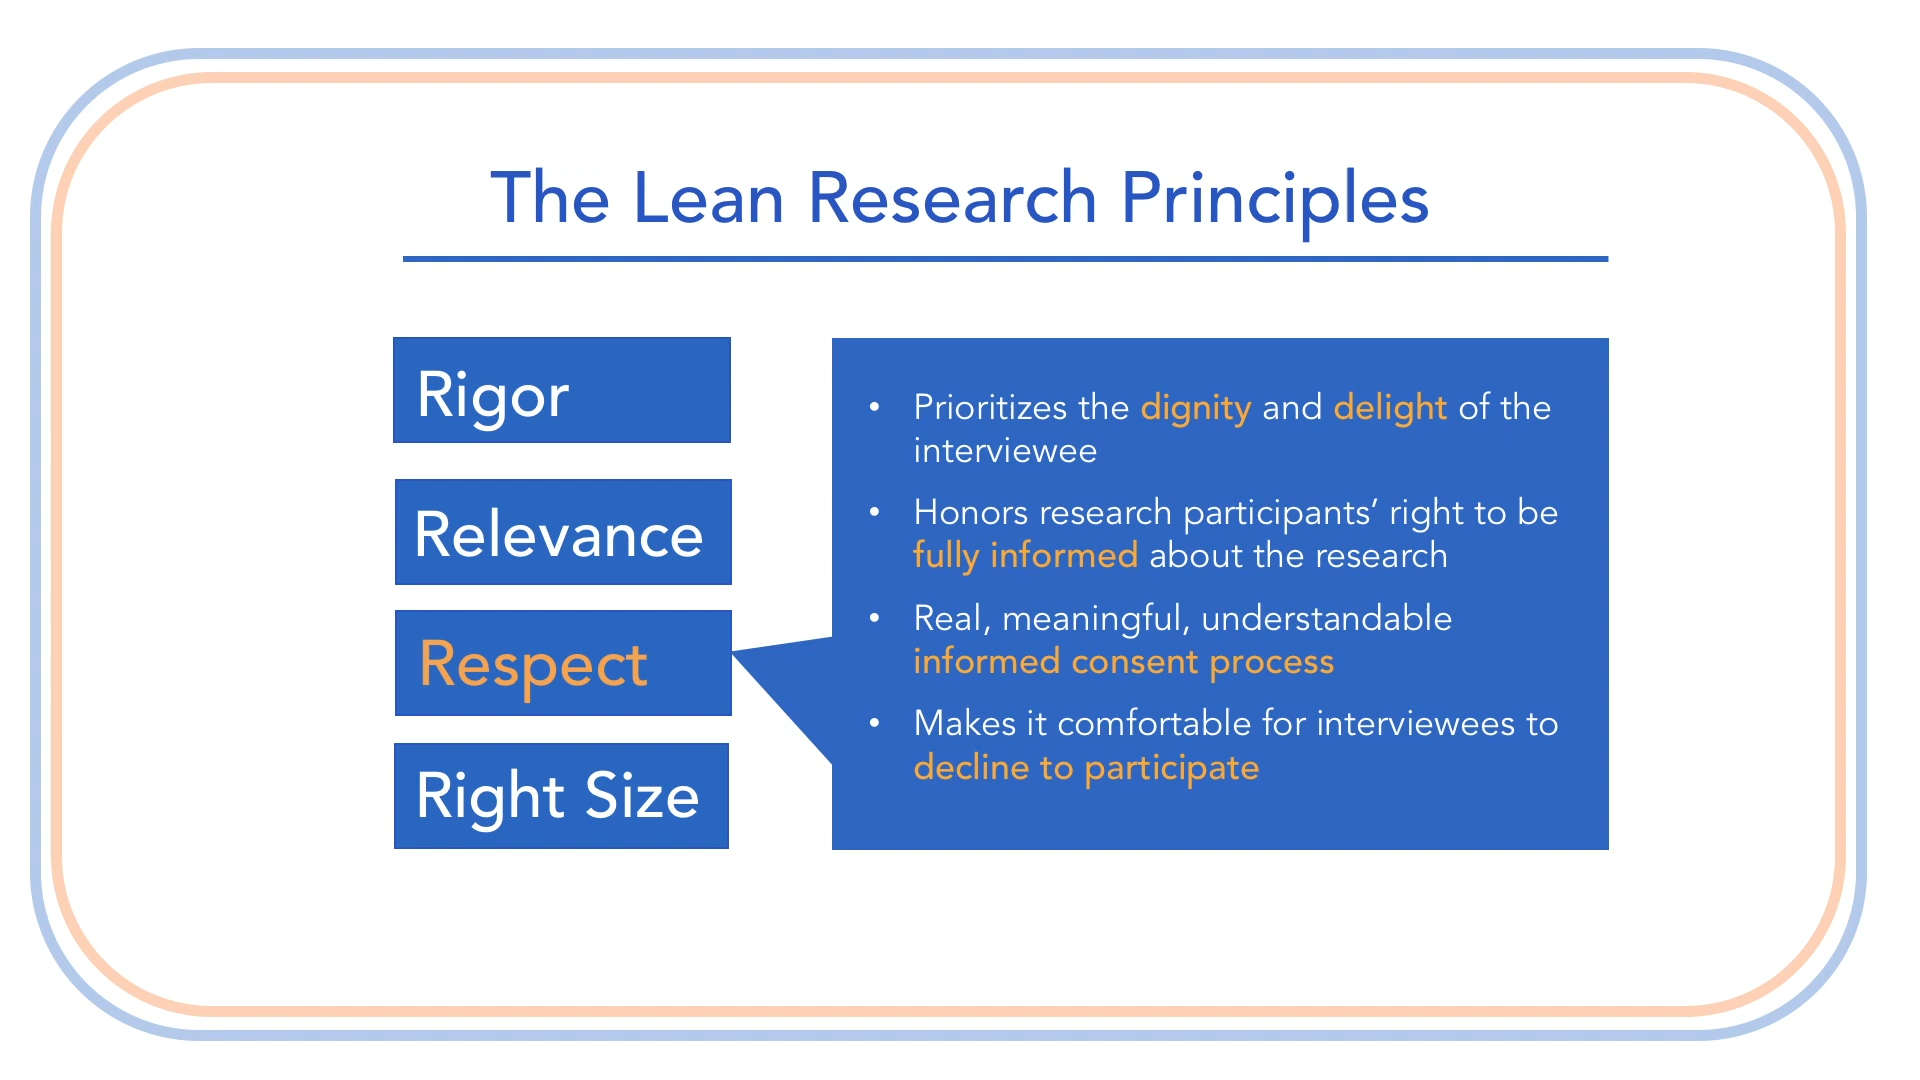 The Lean Research Principles
Rigor
Relevance
Respect
Right Size
• Prioritizes the dignity and delight of the
interviewee
• Honors research participants’ right to be
fully informed about the research
• Real, meaningful, understandable
informed consent process
• Makes it comfortable for interviewees to
decline to participate